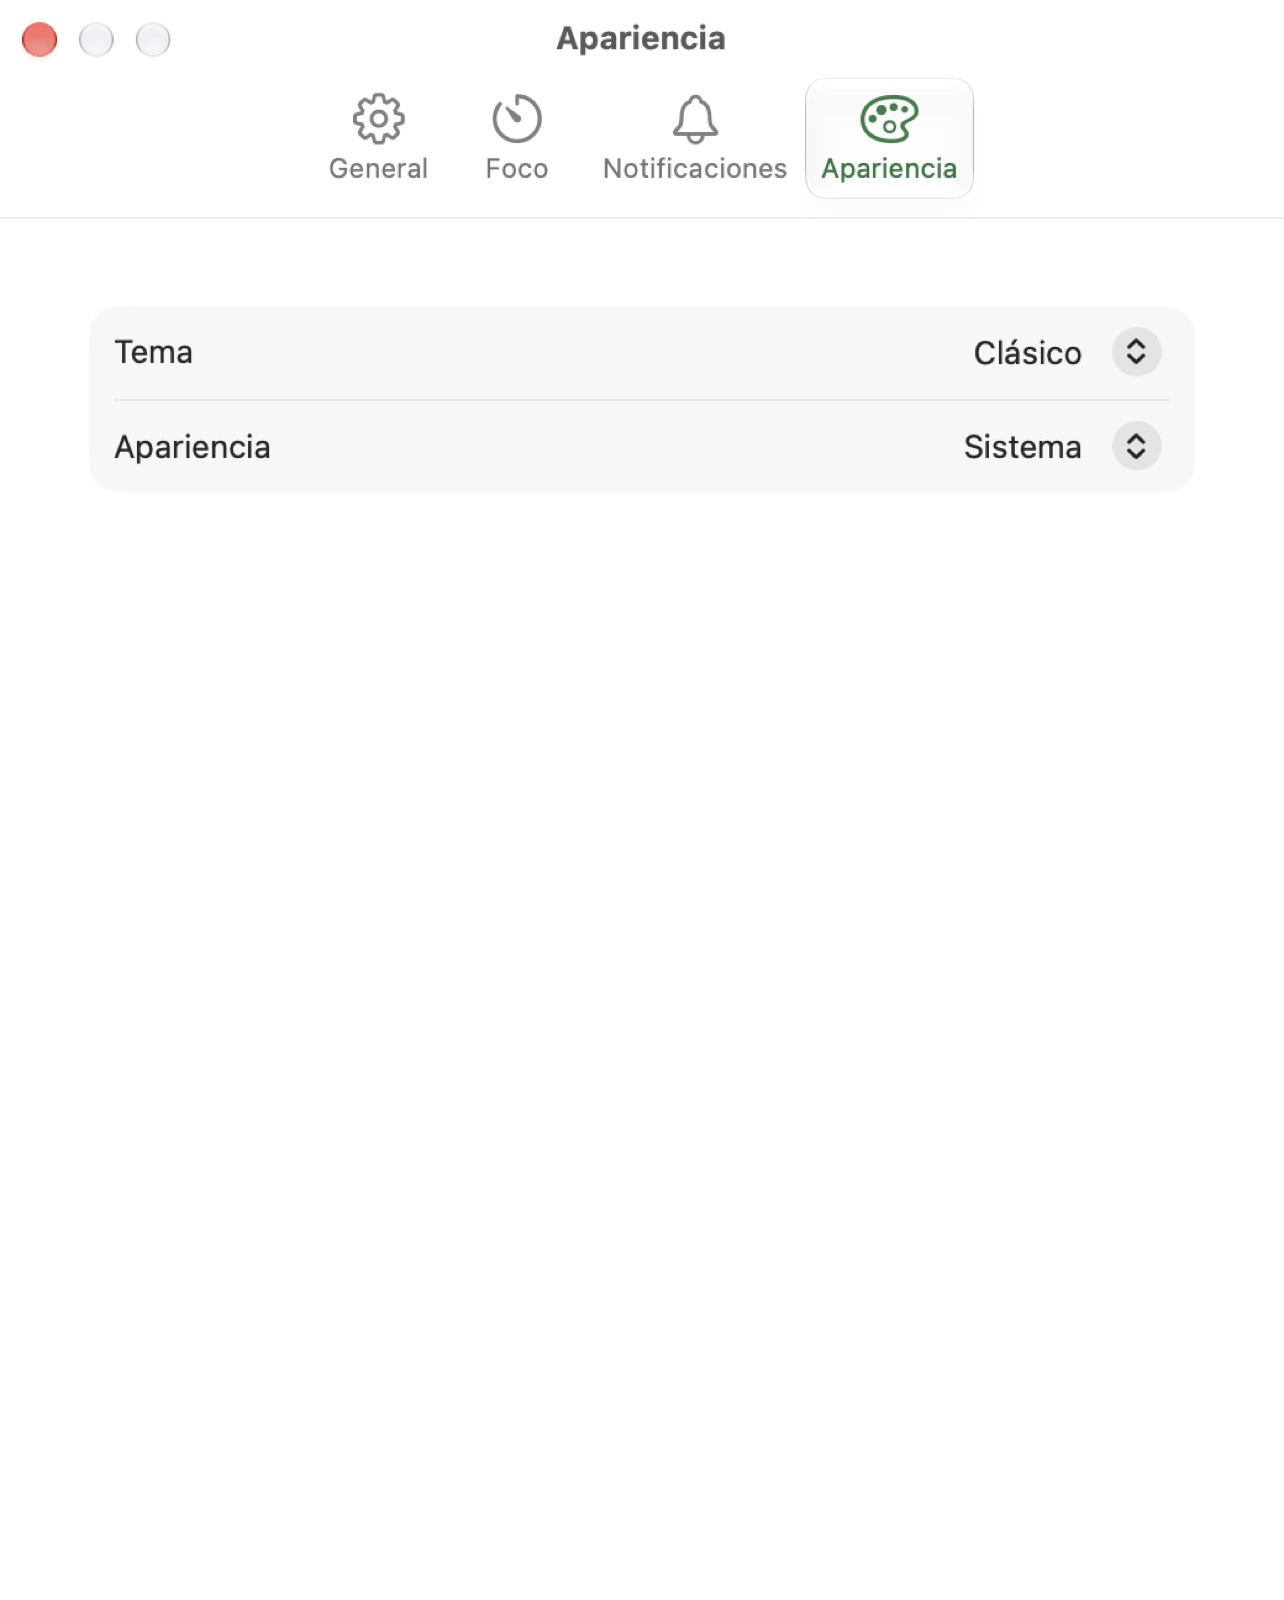 Apariencia
General
Foco
Notificaciones
Apariencia
Tema
Clásico
Apariencia
Sistema